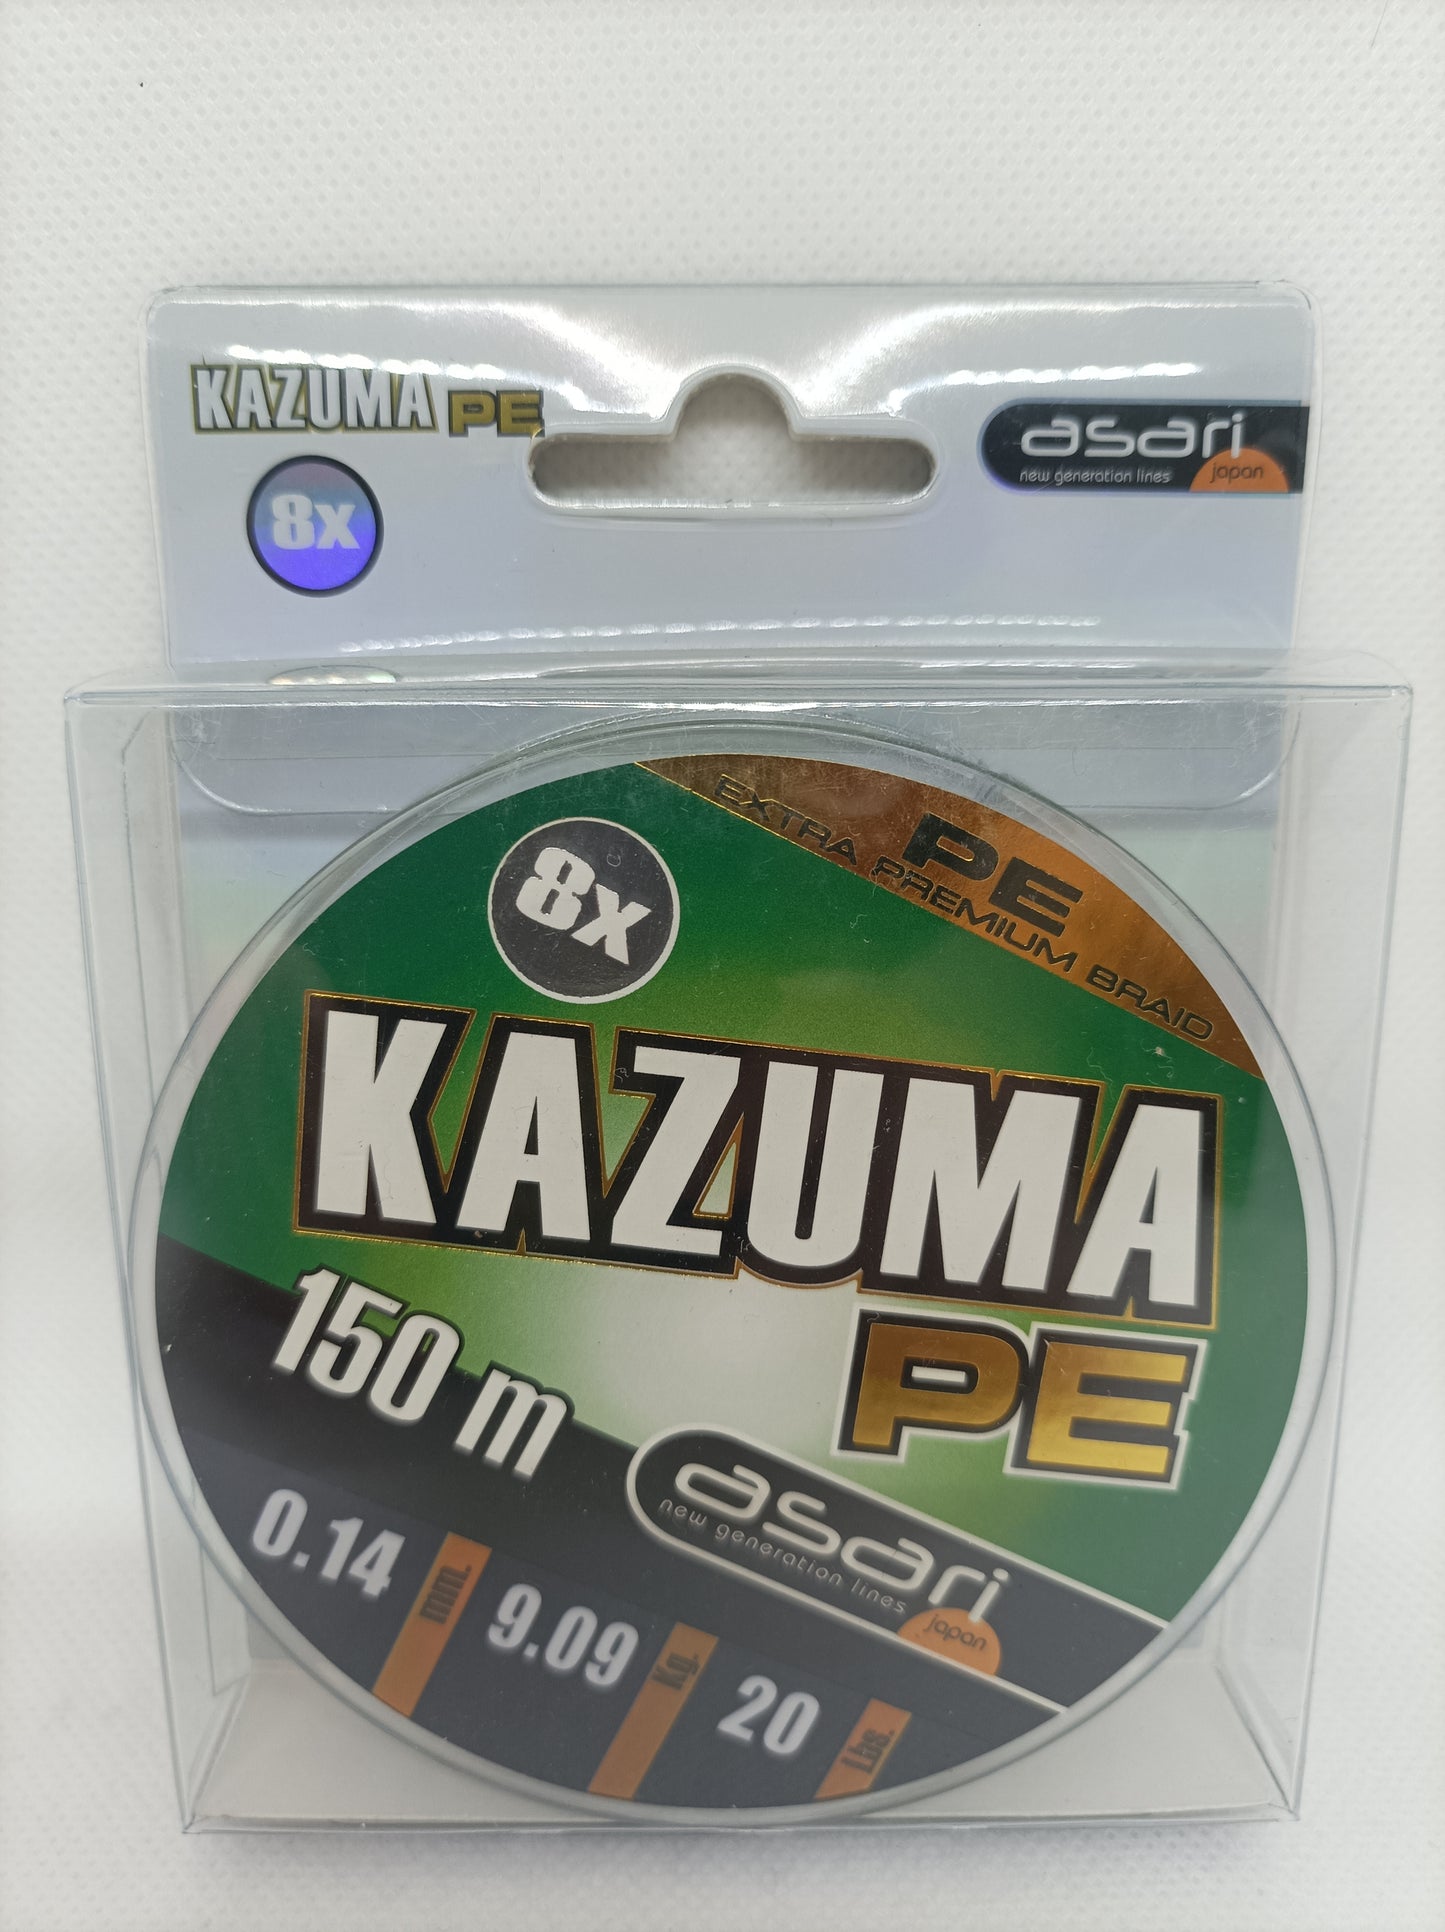 KAZUMA PE
8x
asari
new generation lines japan
PE
EXTRA PREMIUM BRAID
8x
KAZUMA
PE
150 m
asari
new generation lines
japan
0.14 mm. 9.09 Kg. 20 Lbs.